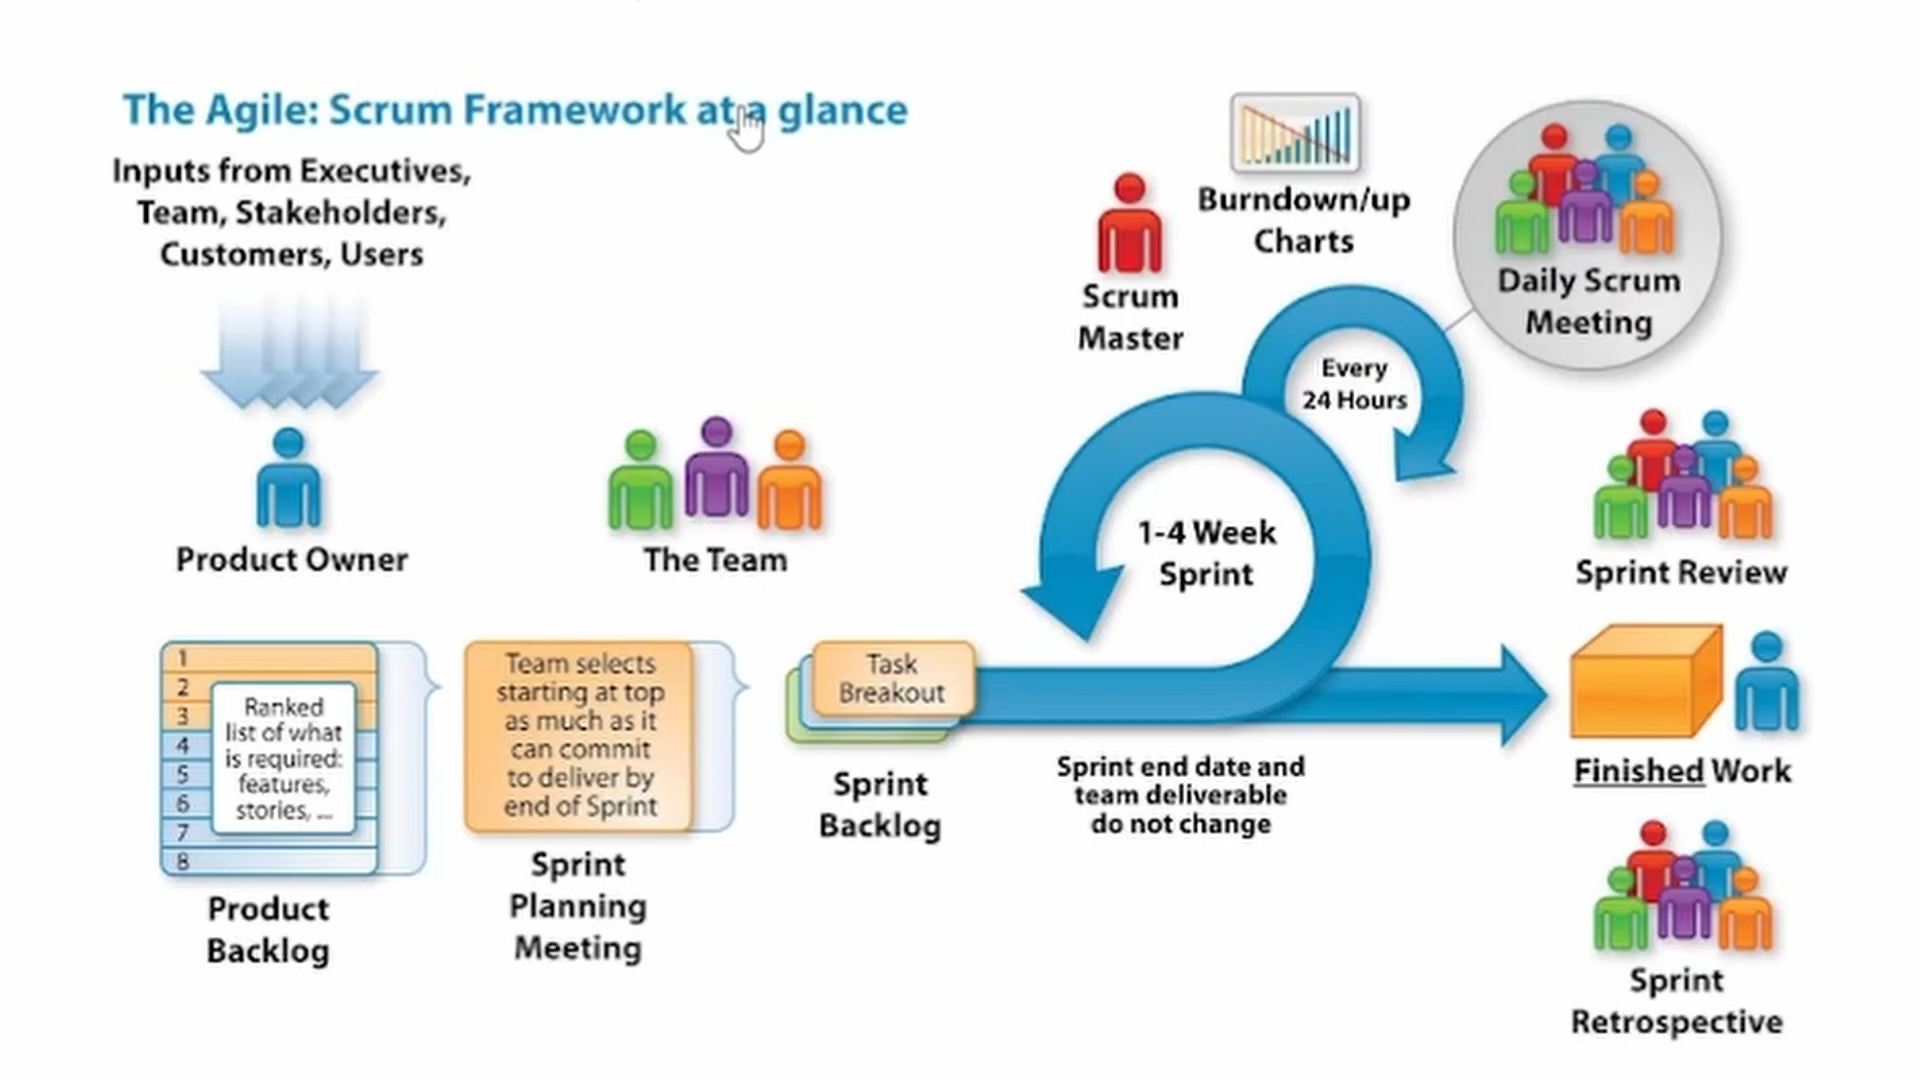 The Agile: Scrum Framework at a glance
Inputs from Executives,
Team, Stakeholders,
Customers, Users
Product Owner
The Team
1
2
3
4
5
6
7
8
Ranked
list of what
is required:
features,
stories, ...
Product
Backlog
Team selects
starting at top
as much as it
can commit
to deliver by
end of Sprint
Sprint
Planning
Meeting
Task
Breakout
Sprint
Backlog
Scrum
Master
Burndown/up
Charts
Daily Scrum
Meeting
Every
24 Hours
1-4 Week
Sprint
Sprint end date and
team deliverable
do not change
Sprint Review
Finished Work
Sprint
Retrospective